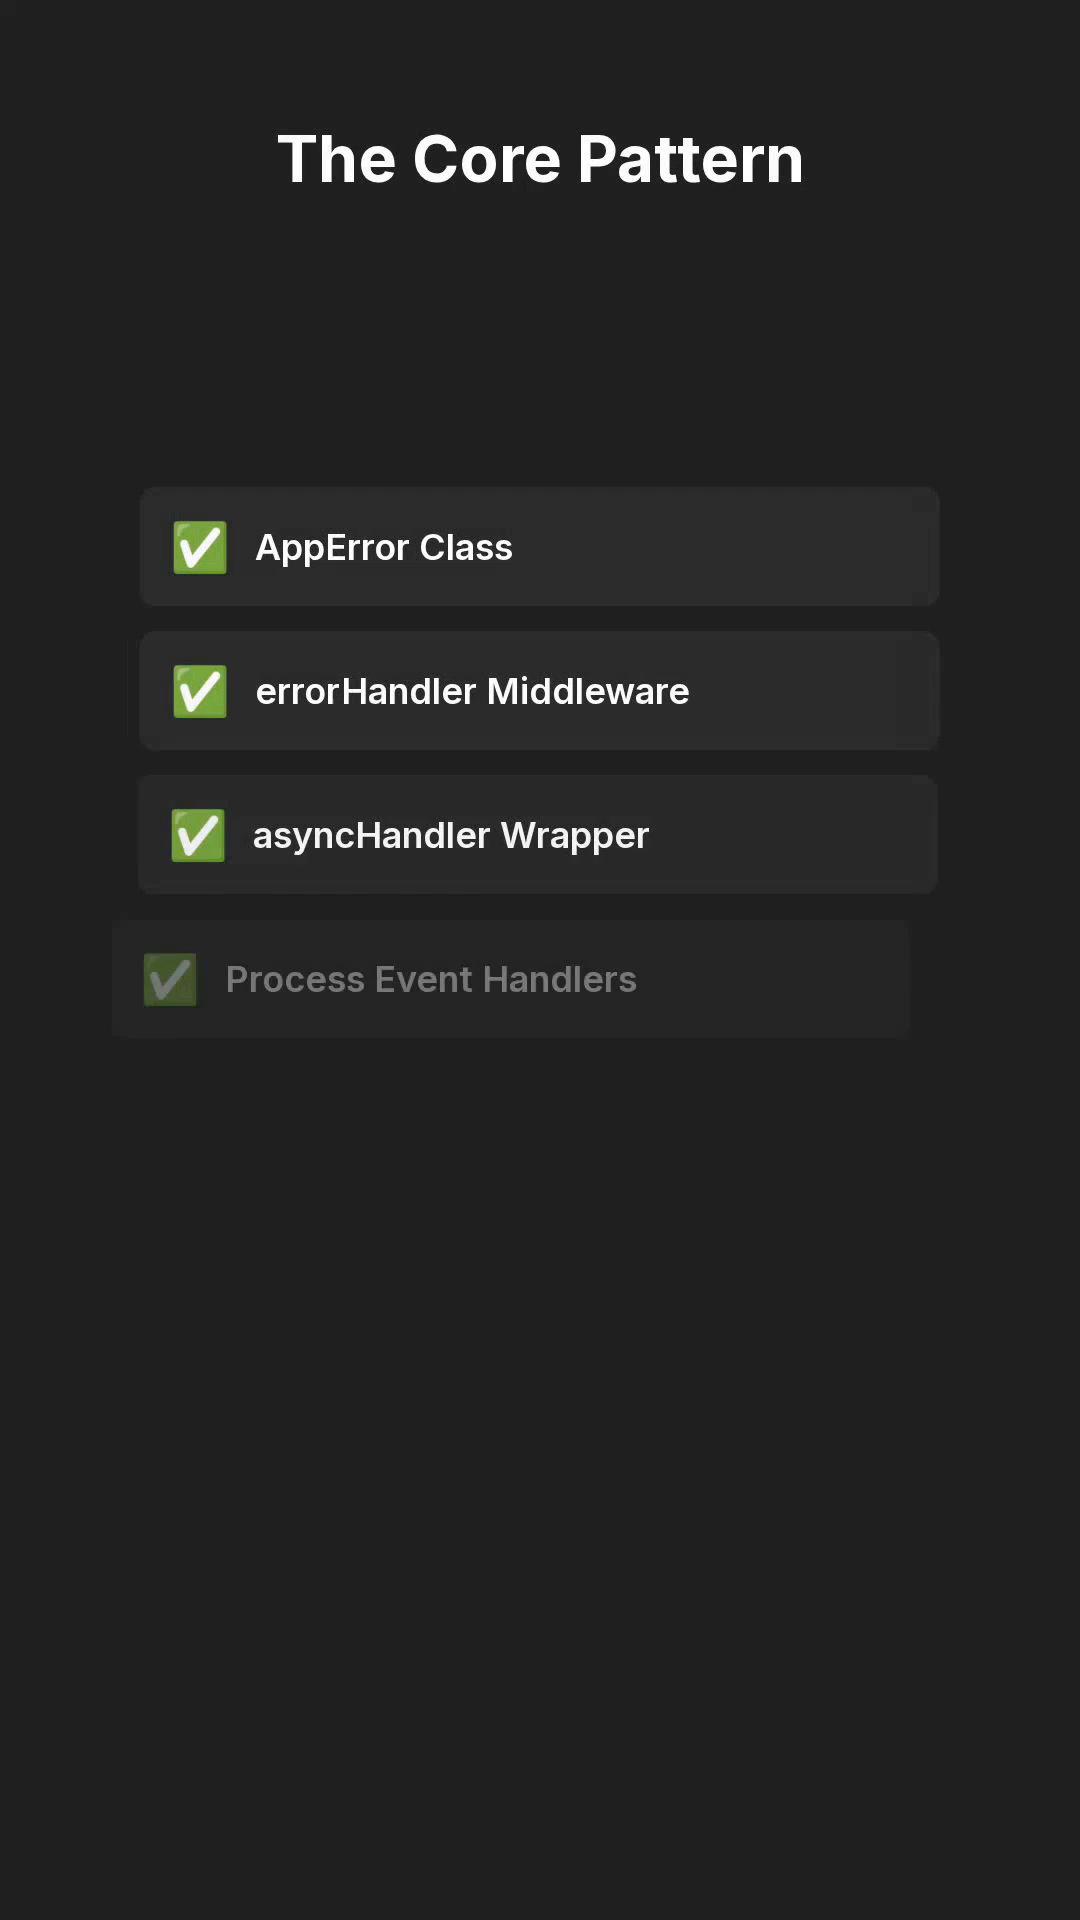 The Core Pattern
✅ AppError Class
✅ errorHandler Middleware
✅ asyncHandler Wrapper
✅ Process Event Handlers